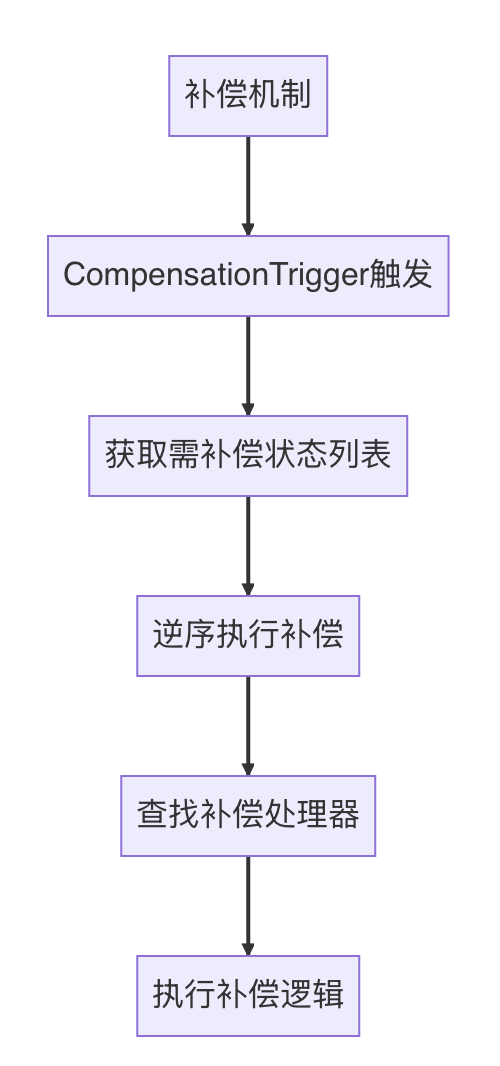 补偿机制
CompensationTrigger触发
获取需补偿状态列表
逆序执行补偿
查找补偿处理器
执行补偿逻辑